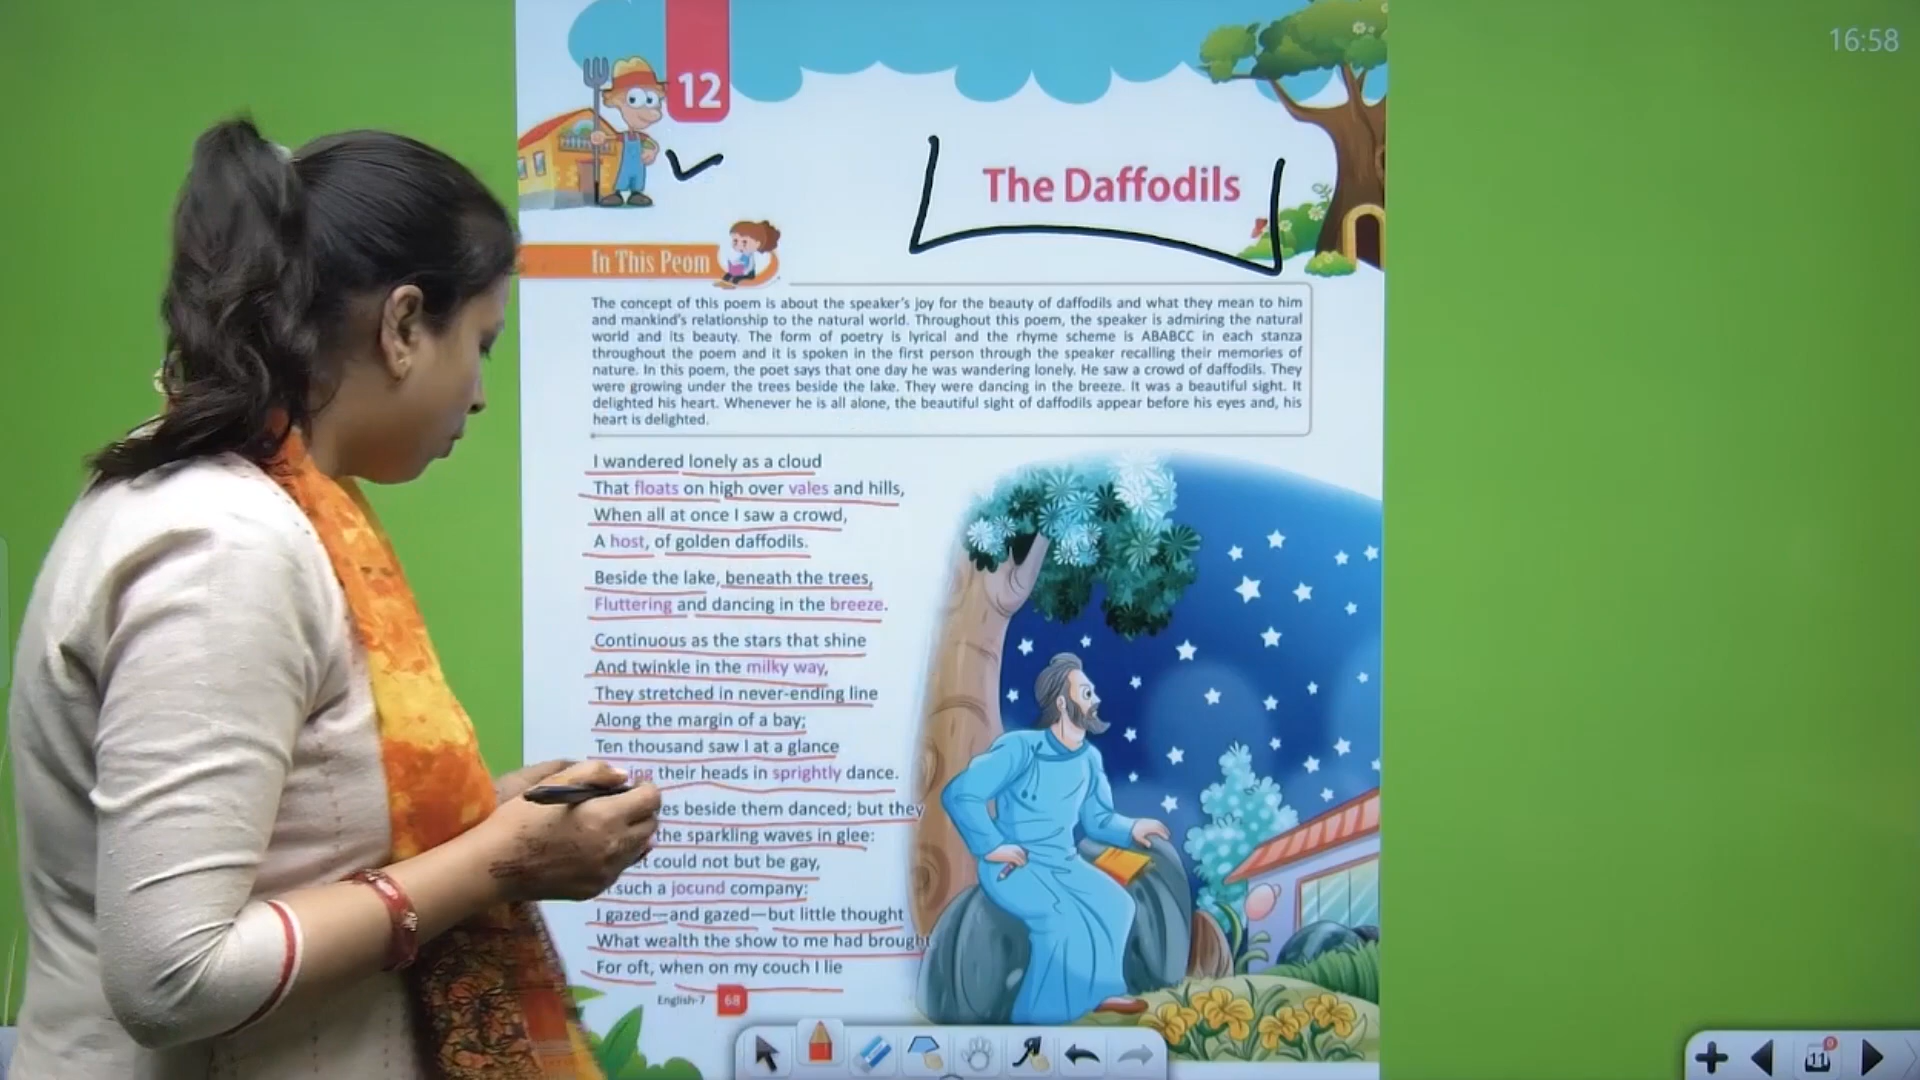 16:58
12
The Daffodils
In This Peom
The concept of this poem is about the speaker's joy for the beauty of daffodils and what they mean to him
and mankind's relationship to the natural world. Throughout this poem, the speaker is admiring the natural
world and its beauty. The form of poetry is lyrical and the rhyme scheme is ABABCC in each stanza
throughout the poem and it is spoken in the first person through the speaker recalling their memories of
nature. In this poem, the poet says that one day he was wandering lonely. He saw a crowd of daffodils. They
were growing under the trees beside the lake. They were dancing in the breeze. It was a beautiful sight. It
delighted his heart. Whenever he is all alone, the beautiful sight of daffodils appear before his eyes and, his
heart is delighted.
I wandered lonely as a cloud
That floats on high over vales and hills,
When all at once I saw a crowd,
A host, of golden daffodils.
Beside the lake, beneath the trees,
Fluttering and dancing in the breeze.
Continuous as the stars that shine
And twinkle in the milky way,
They stretched in never-ending line
Along the margin of a bay;
Ten thousand saw I at a glance
their heads in sprightly dance.
beside them danced; but they
the sparkling waves in glee:
could not but be gay,
such a jocund company:
I gazed—and gazed—but little thought
What wealth the show to me had brought
For oft, when on my couch I lie
English-7 68
11
0